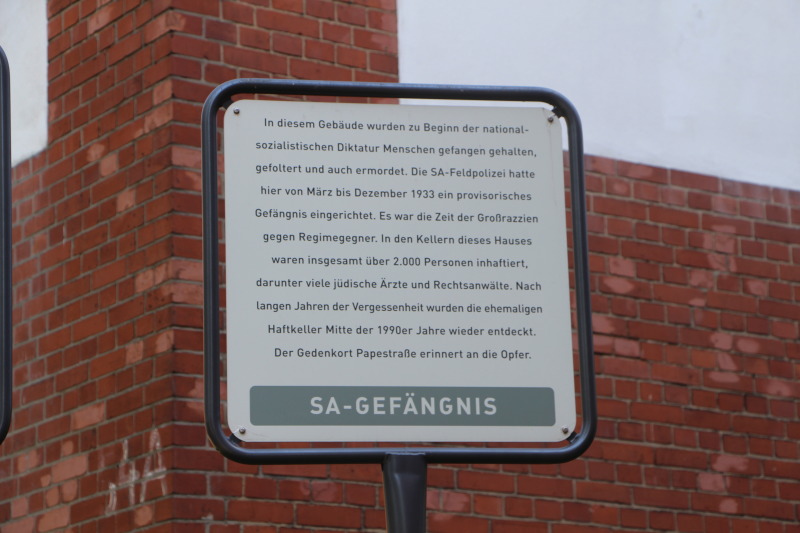 In diesem Gebäude wurden zu Beginn der national-
sozialistischen Diktatur Menschen gefangen gehalten,
gefoltert und auch ermordet. Die SA-Feldpolizei hatte
hier von März bis Dezember 1933 ein provisorisches
Gefängnis eingerichtet. Es war die Zeit der Großrazzien
gegen Regimegegner. In den Kellern dieses Hauses
waren insgesamt über 2.000 Personen inhaftiert,
darunter viele jüdische Ärzte und Rechtsanwälte. Nach
langen Jahren der Vergessenheit wurden die ehemaligen
Haftkeller Mitte der 1990er Jahre wieder entdeckt.
Der Gedenkort Papestraße erinnert an die Opfer.
SA-GEFÄNGNIS